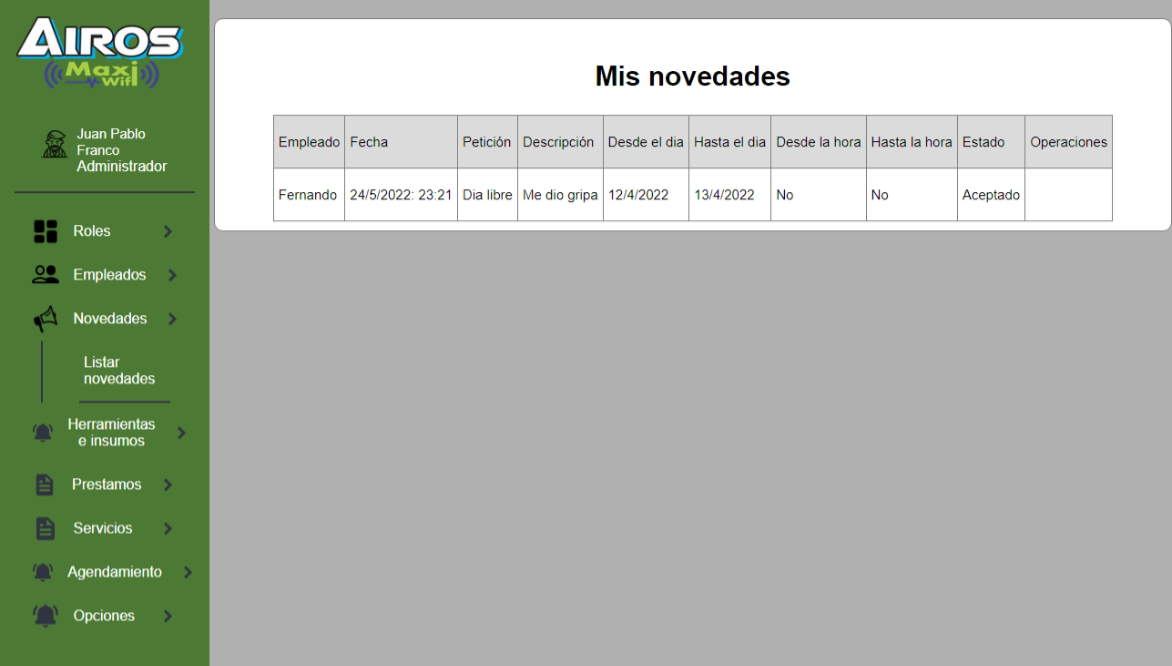 AIROS
Maxi
Wifi
Juan Pablo
Franco
Administrador
Roles
Empleados
Novedades
Listar
novedades
Herramientas
e insumos
Prestamos
Servicios
Agendamiento
Opciones
Mis novedades
Empleado Fecha Petición Descripción Desde el dia Hasta el dia Desde la hora Hasta la hora Estado Operaciones
Fernando 24/5/2022: 23:21 Dia libre Me dio gripa 12/4/2022 13/4/2022 No No Aceptado